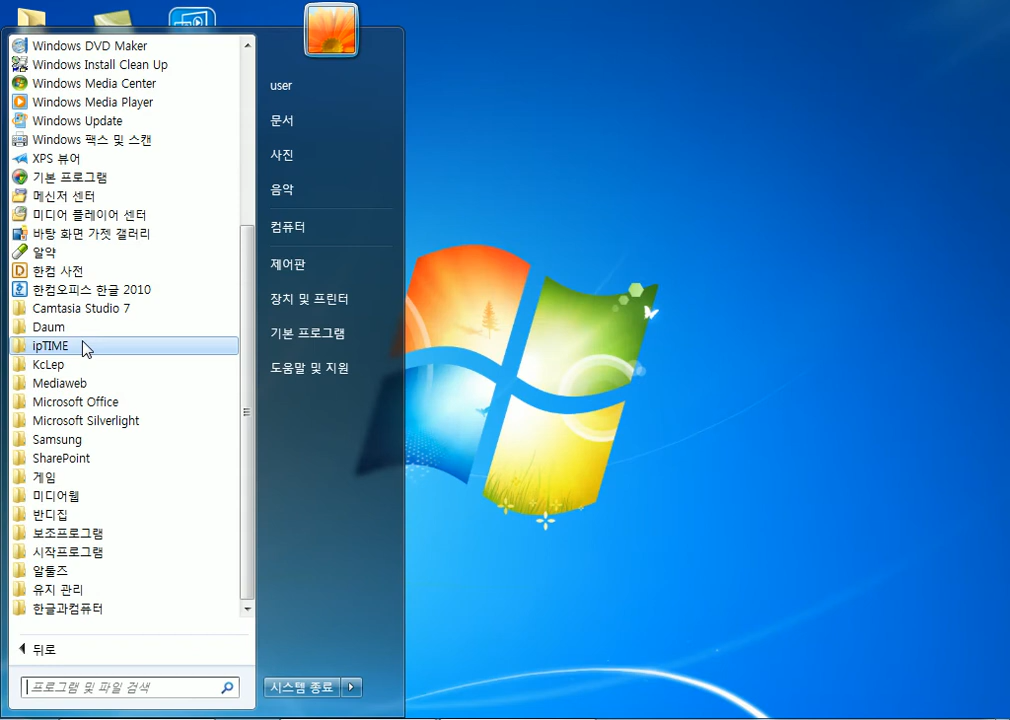 Windows DVD Maker
Windows Install Clean Up
Windows Media Center
Windows Media Player
Windows Update
Windows 팩스 및 스캔
XPS 뷰어
기본 프로그램
메신저 센터
미디어 플레이어 센터
바탕 화면 가젯 갤러리
알약
한컴 사전
한컴오피스 한글 2010
Camtasia Studio 7
Daum
ipTIME
KcLep
Mediaweb
Microsoft Office
Microsoft Silverlight
Samsung
SharePoint
게임
미디어웹
반디집
보조프로그램
시작프로그램
알툴즈
유지 관리
한글과컴퓨터
뒤로
프로그램 및 파일 검색
user
문서
사진
음악
컴퓨터
제어판
장치 및 프린터
기본 프로그램
도움말 및 지원
시스템 종료